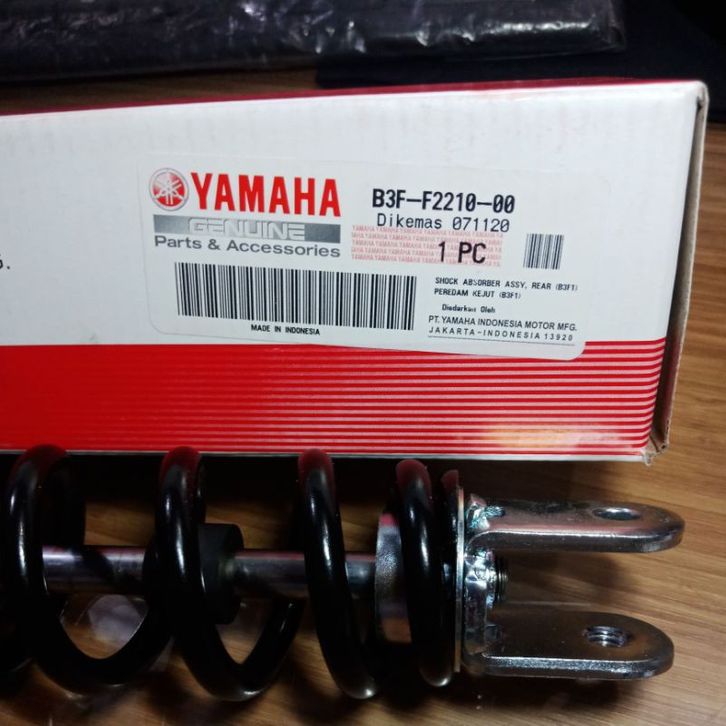 YAMAHA
GENUINE
Parts & Accessories
B3F-F2210-00
Dikemas 071120
1 PC
SHOCK ABSORBER ASSY, REAR (B3F1)
PEREDAM KEJUT (B3F1)
Diedarkan Oleh
PT. YAMAHA INDONESIA MOTOR MFG.
JAKARTA-INDONESIA 13920
MADE IN INDONESIA